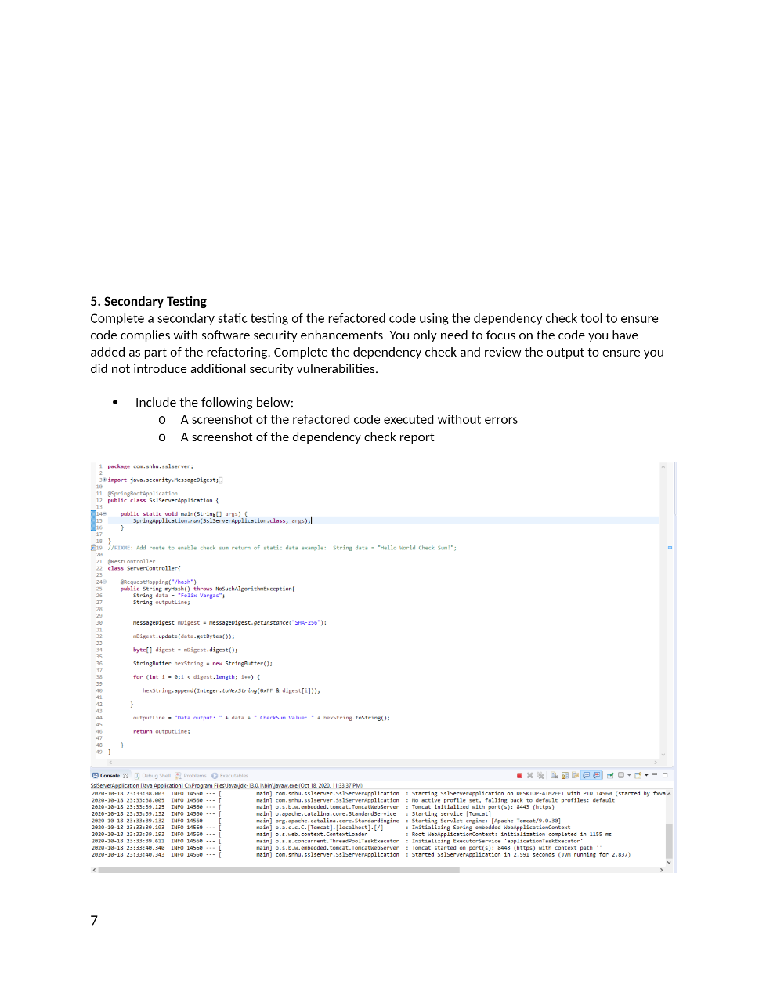 5. Secondary Testing
Complete a secondary static testing of the refactored code using the dependency check tool to ensure
code complies with software security enhancements. You only need to focus on the code you have
added as part of the refactoring. Complete the dependency check and review the output to ensure you
did not introduce additional security vulnerabilities.
• Include the following below:
o A screenshot of the refactored code executed without errors
o A screenshot of the dependency check report
1 package com.snhu.sslserver;
2
3 import java.security.MessageDigest;
10
11 @SpringBootApplication
12 public class SslServerApplication {
13
14 public static void main(String[] args) {
15 SpringApplication.run(SslServerApplication.class, args);
16 }
17
18 }
19 //FIXME: Add route to enable check sum return of static data example:  String data = "Hello World Check Sum!";
20
21 @RestController
22 class ServerController{
23
24 @RequestMapping("/hash")
25 public String myHash() throws NoSuchAlgorithmException{
26 String data = "Felix Vargas";
27 String outputLine;
28
29
30 MessageDigest mDigest = MessageDigest.getInstance("SHA-256");
31
32 mDigest.update(data.getBytes());
33
34 byte[] digest = mDigest.digest();
35
36 StringBuffer hexString = new StringBuffer();
37
38 for (int i = 0;i < digest.length; i++) {
39
40 hexString.append(Integer.toHexString(0xFF & digest[i]));
41
42 }
43
44 outputLine = "Data output: " + data + " CheckSum Value: " + hexString.toString();
45
46 return outputLine;
47
48 }
49 }
Console Debug Shell Problems Executables
SslServerApplication [Java Application] C:\Program Files\Java\jdk-13.0.1\bin\javaw.exe (Oct 18, 2020, 11:33:37 PM)
2020-10-18 23:33:38.003 INFO 14560 --- [ main] com.snhu.sslserver.SslServerApplication : Starting SslServerApplication on DESKTOP-ATM2FFT with PID 14560 (started by fxva
2020-10-18 23:33:38.005 INFO 14560 --- [ main] com.snhu.sslserver.SslServerApplication : No active profile set, falling back to default profiles: default
2020-10-18 23:33:39.125 INFO 14560 --- [ main] o.s.b.w.embedded.tomcat.TomcatWebServer : Tomcat initialized with port(s): 8443 (https)
2020-10-18 23:33:39.132 INFO 14560 --- [ main] o.apache.catalina.core.StandardService : Starting service [Tomcat]
2020-10-18 23:33:39.132 INFO 14560 --- [ main] org.apache.catalina.core.StandardEngine : Starting Servlet engine: [Apache Tomcat/9.0.30]
2020-10-18 23:33:39.193 INFO 14560 --- [ main] o.a.c.c.C.[Tomcat].[localhost].[/] : Initializing Spring embedded WebApplicationContext
2020-10-18 23:33:39.193 INFO 14560 --- [ main] o.s.web.context.ContextLoader : Root WebApplicationContext: initialization completed in 1155 ms
2020-10-18 23:33:39.611 INFO 14560 --- [ main] o.s.s.concurrent.ThreadPoolTaskExecutor : Initializing ExecutorService 'applicationTaskExecutor'
2020-10-18 23:33:40.340 INFO 14560 --- [ main] o.s.b.w.embedded.tomcat.TomcatWebServer : Tomcat started on port(s): 8443 (https) with context path ''
2020-10-18 23:33:40.343 INFO 14560 --- [ main] com.snhu.sslserver.SslServerApplication : Started SslServerApplication in 2.591 seconds (JVM running for 2.837)
7